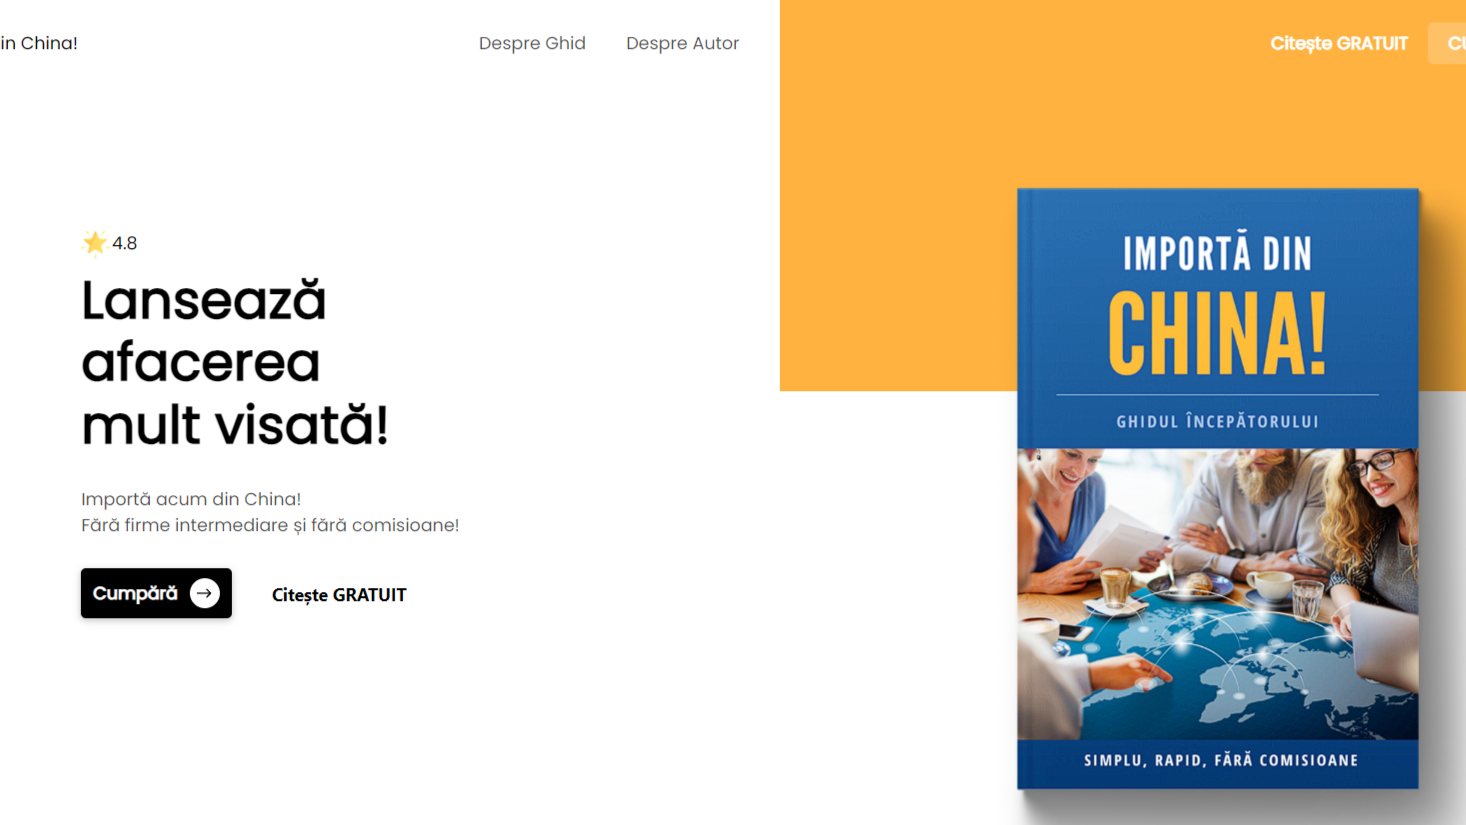 in China!
Despre Ghid
Despre Autor
Citește GRATUIT
4.8
Lansează
afacerea
mult visată!
Importă acum din China!
Fără firme intermediare și fără comisioane!
Cumpără
Citește GRATUIT
IMPORTĂ DIN
CHINA!
GHIDUL ÎNCEPĂTORULUI
SIMPLU, RAPID, FĂRĂ COMISIOANE